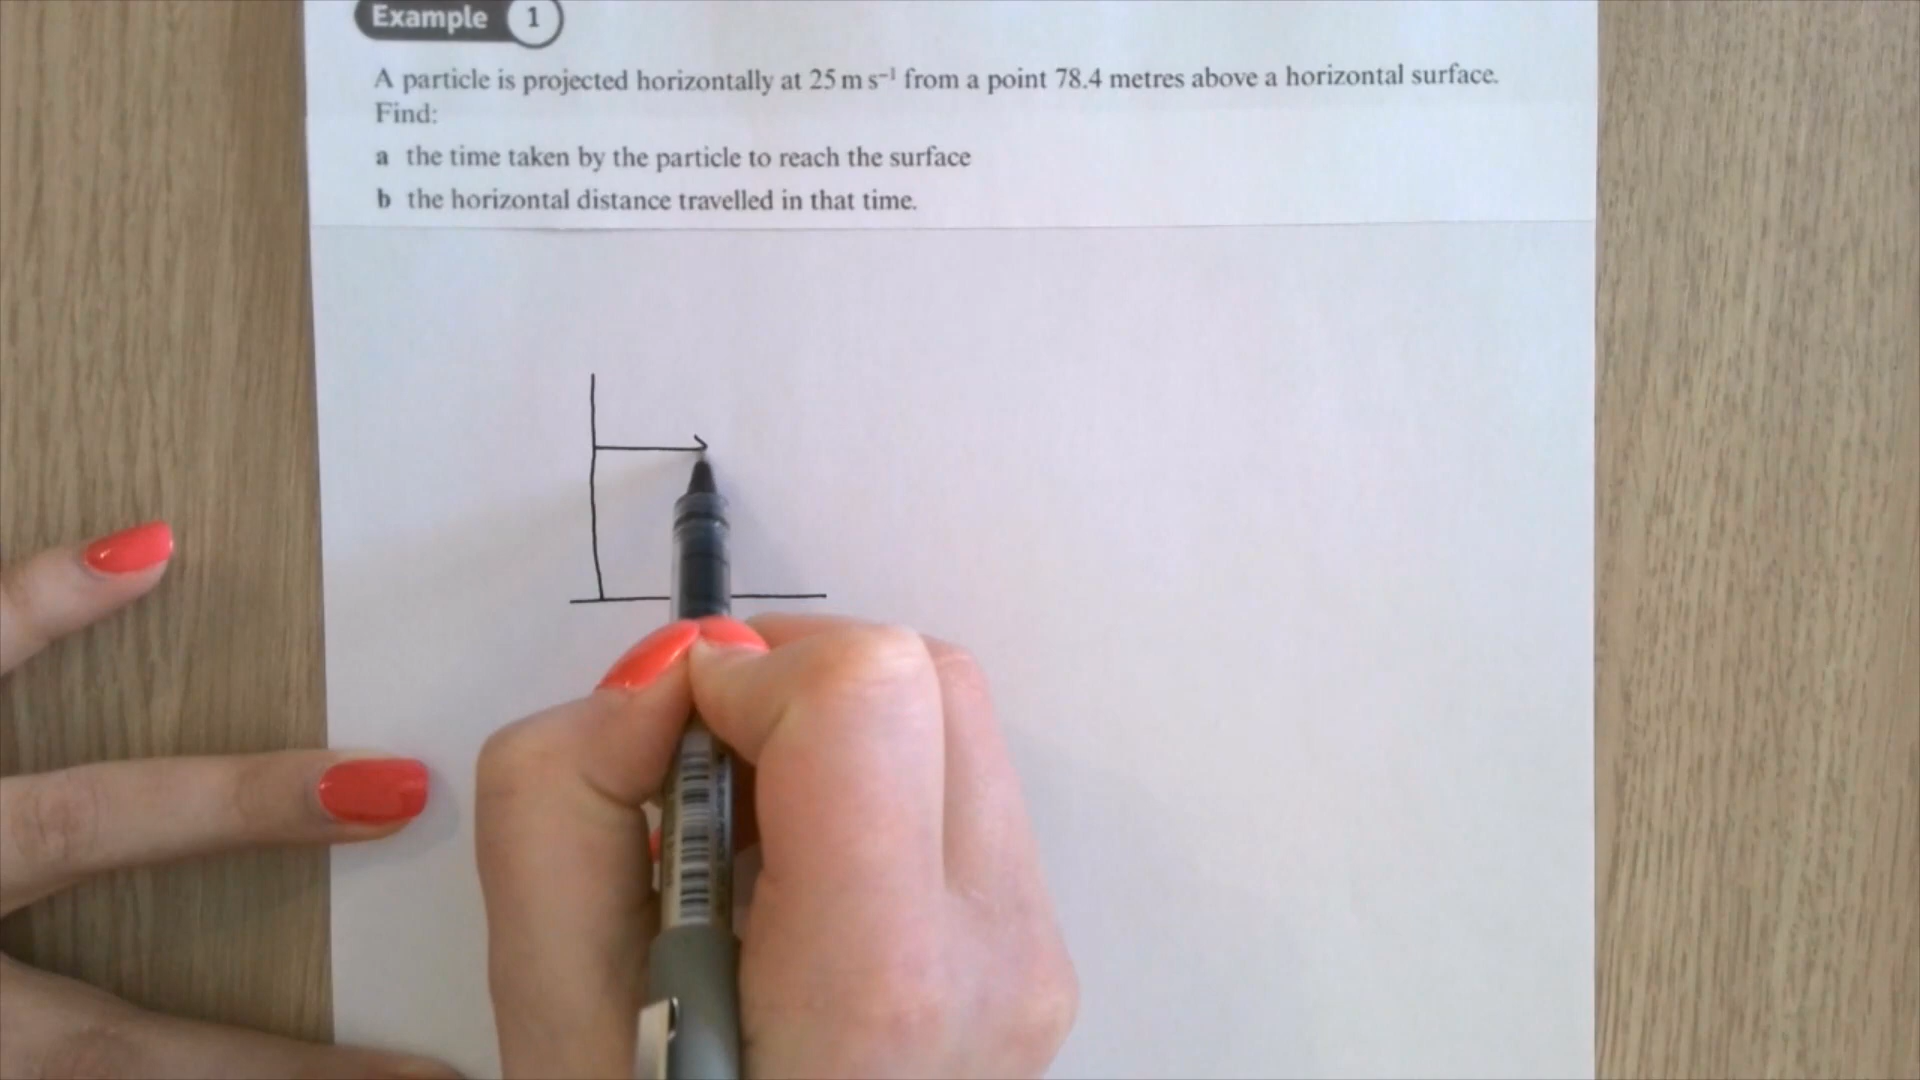 Example 1
A particle is projected horizontally at 25 m s⁻¹ from a point 78.4 metres above a horizontal surface.
Find:
a the time taken by the particle to reach the surface
b the horizontal distance travelled in that time.